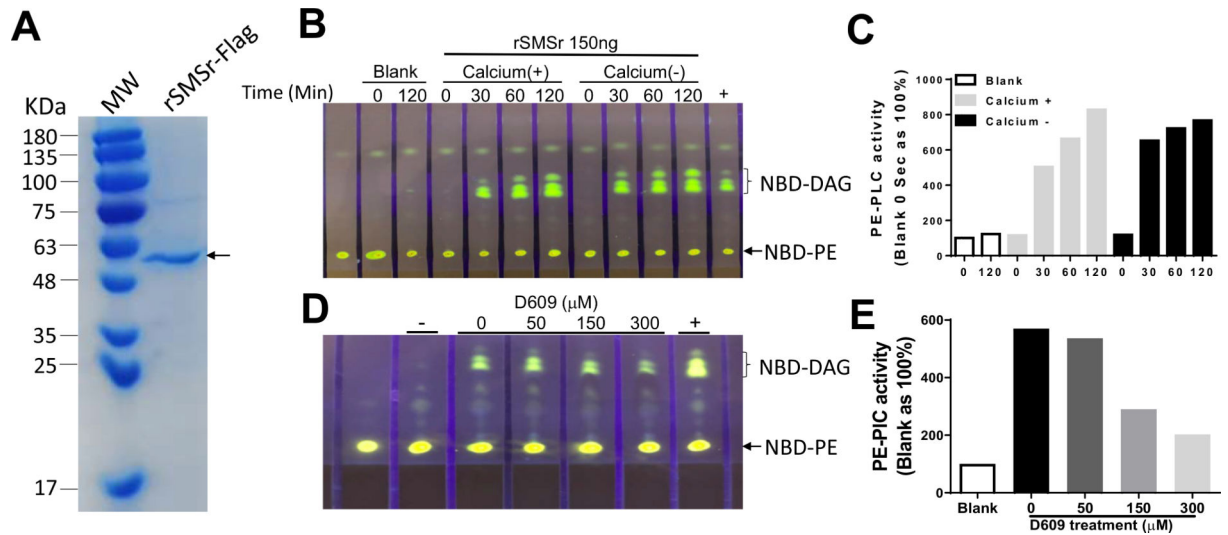 A
KDa
MW
rSMSr-Flag
180
135
100
75
63
48
35
25
17
B
rSMSr 150ng
Blank Calcium(+) Calcium(-)
Time (Min) 0 120 0 30 60 120 0 30 60 120 +
NBD-DAG
NBD-PE
C
PE-PLC activity
(Blank 0 Sec as 100%)
1000
800
600
400
200
0
Blank
Calcium +
Calcium -
0 120 0 30 60 120 0 30 60 120
D
D609 (μM)
- 0 50 150 300 +
NBD-DAG
NBD-PE
E
PE-PIC activity
(Blank as 100%)
600
400
200
0
Blank 0 50 150 300
D609 treatment (μM)